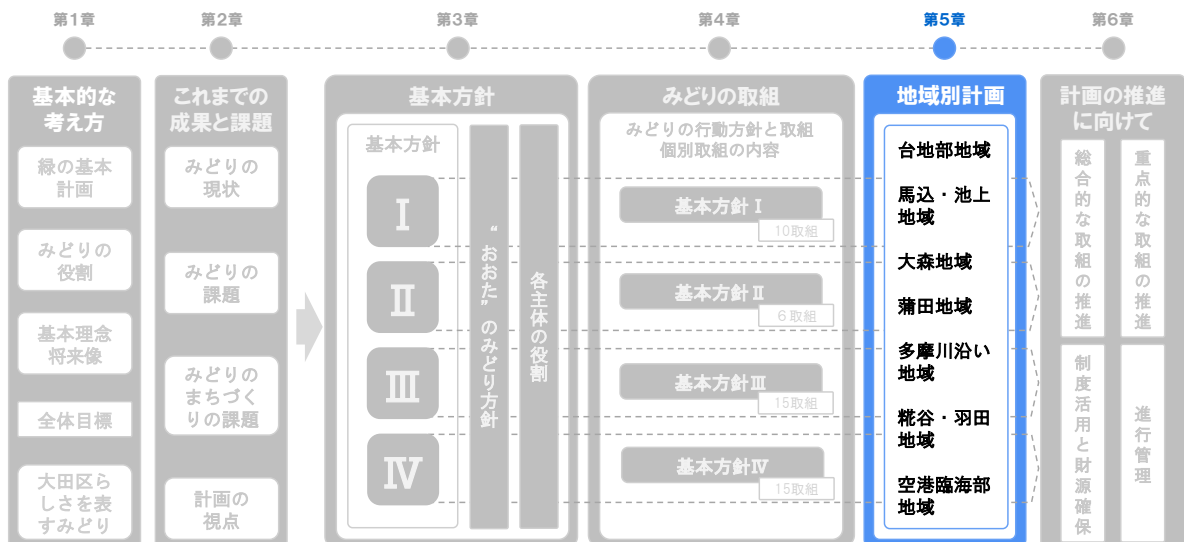 第1章
第2章
第3章
第4章
第5章
第6章
基本的な
考え方
緑の基本
計画
みどりの
役割
基本理念
将来像
全体目標
大田区ら
しさを表
すみどり
これまでの
成果と課題
みどりの
現状
みどりの
課題
みどりの
まちづく
りの課題
計画の
視点
基本方針
基本方針
Ⅰ
Ⅱ
Ⅲ
Ⅳ
“おおた”のみどり方針
各主体の役割
みどりの取組
みどりの行動方針と取組
個別取組の内容
基本方針Ⅰ
10取組
基本方針Ⅱ
6取組
基本方針Ⅲ
15取組
基本方針Ⅳ
15取組
地域別計画
台地部地域
馬込・池上
地域
大森地域
蒲田地域
多摩川沿い
地域
糀谷・羽田
地域
空港臨海部
地域
計画の推進
に向けて
総合的な取組の推進
重点的な取組の推進
制度活用と財源確保
進行管理